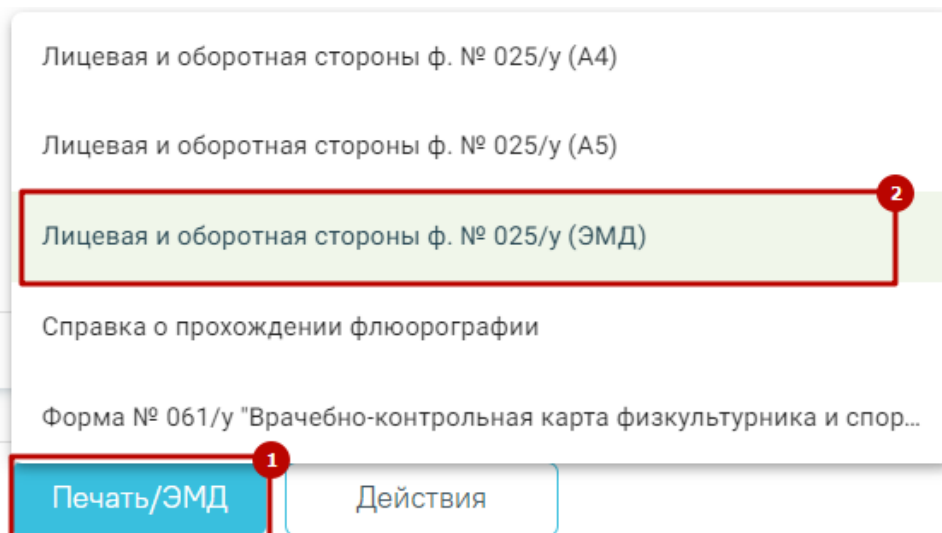 Лицевая и оборотная стороны ф. № 025/у (А4)
Лицевая и оборотная стороны ф. № 025/у (А5)
2
Лицевая и оборотная стороны ф. № 025/у (ЭМД)
Справка о прохождении флюорографии
Форма № 061/у "Врачебно-контрольная карта физкультурника и спор...
1
Печать/ЭМД Действия